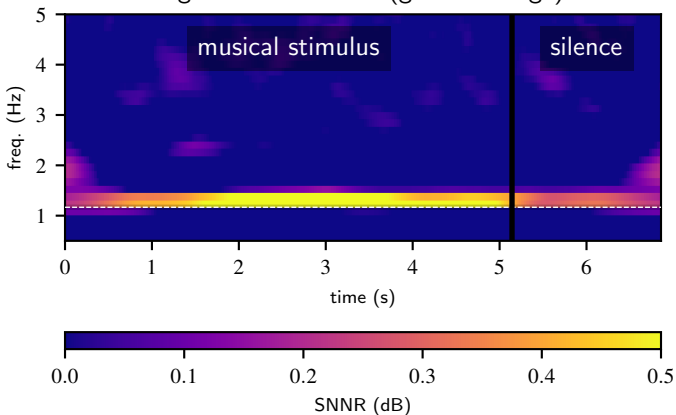 5
4
3
2
1
freq. (Hz)
musical stimulus
silence
0 1 2 3 4 5 6
time (s)
0.0 0.1 0.2 0.3 0.4 0.5
SNNR (dB)